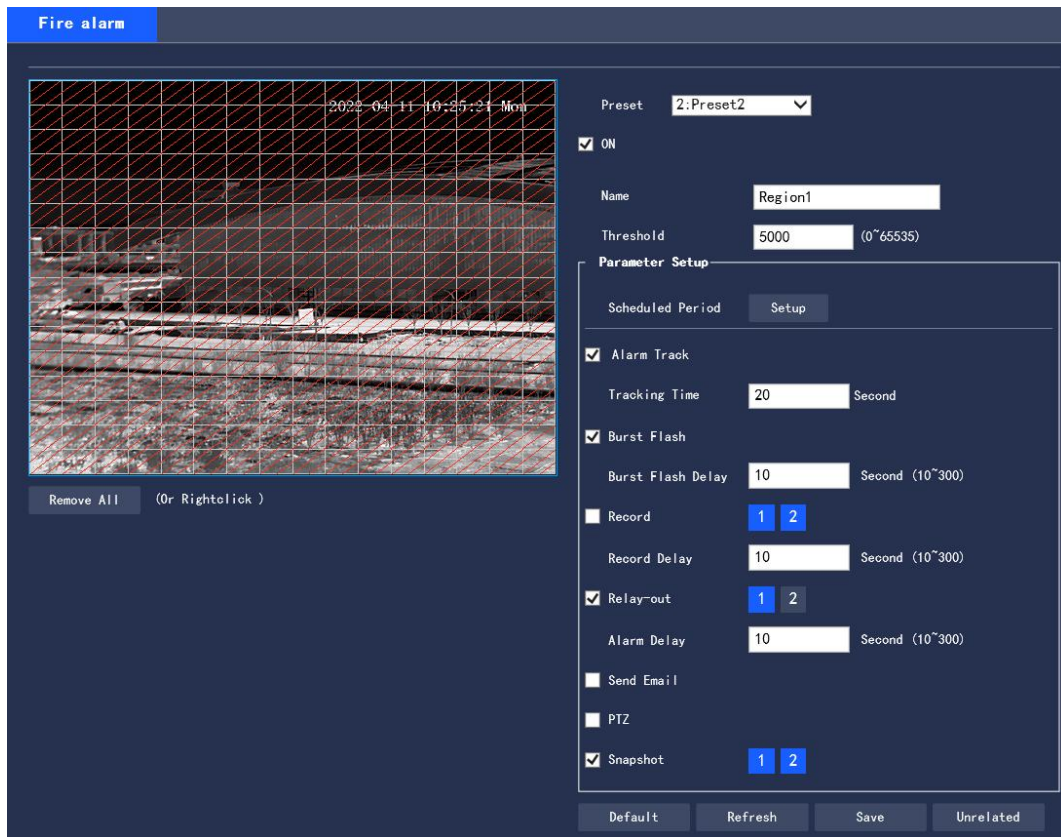 Fire alarm
2022-04-11 10:25:21 Mon
Preset 2:Preset2
ON
Name Region1
Threshold 5000 (0~65535)
Parameter Setup
Scheduled Period Setup
Alarm Track
Tracking Time 20 Second
Burst Flash
Burst Flash Delay 10 Second (10~300)
Remove All (Or Rightclick )
Record 1 2
Record Delay 10 Second (10~300)
Relay-out 1 2
Alarm Delay 10 Second (10~300)
Send Email
PTZ
Snapshot 1 2
Default Refresh Save Unrelated